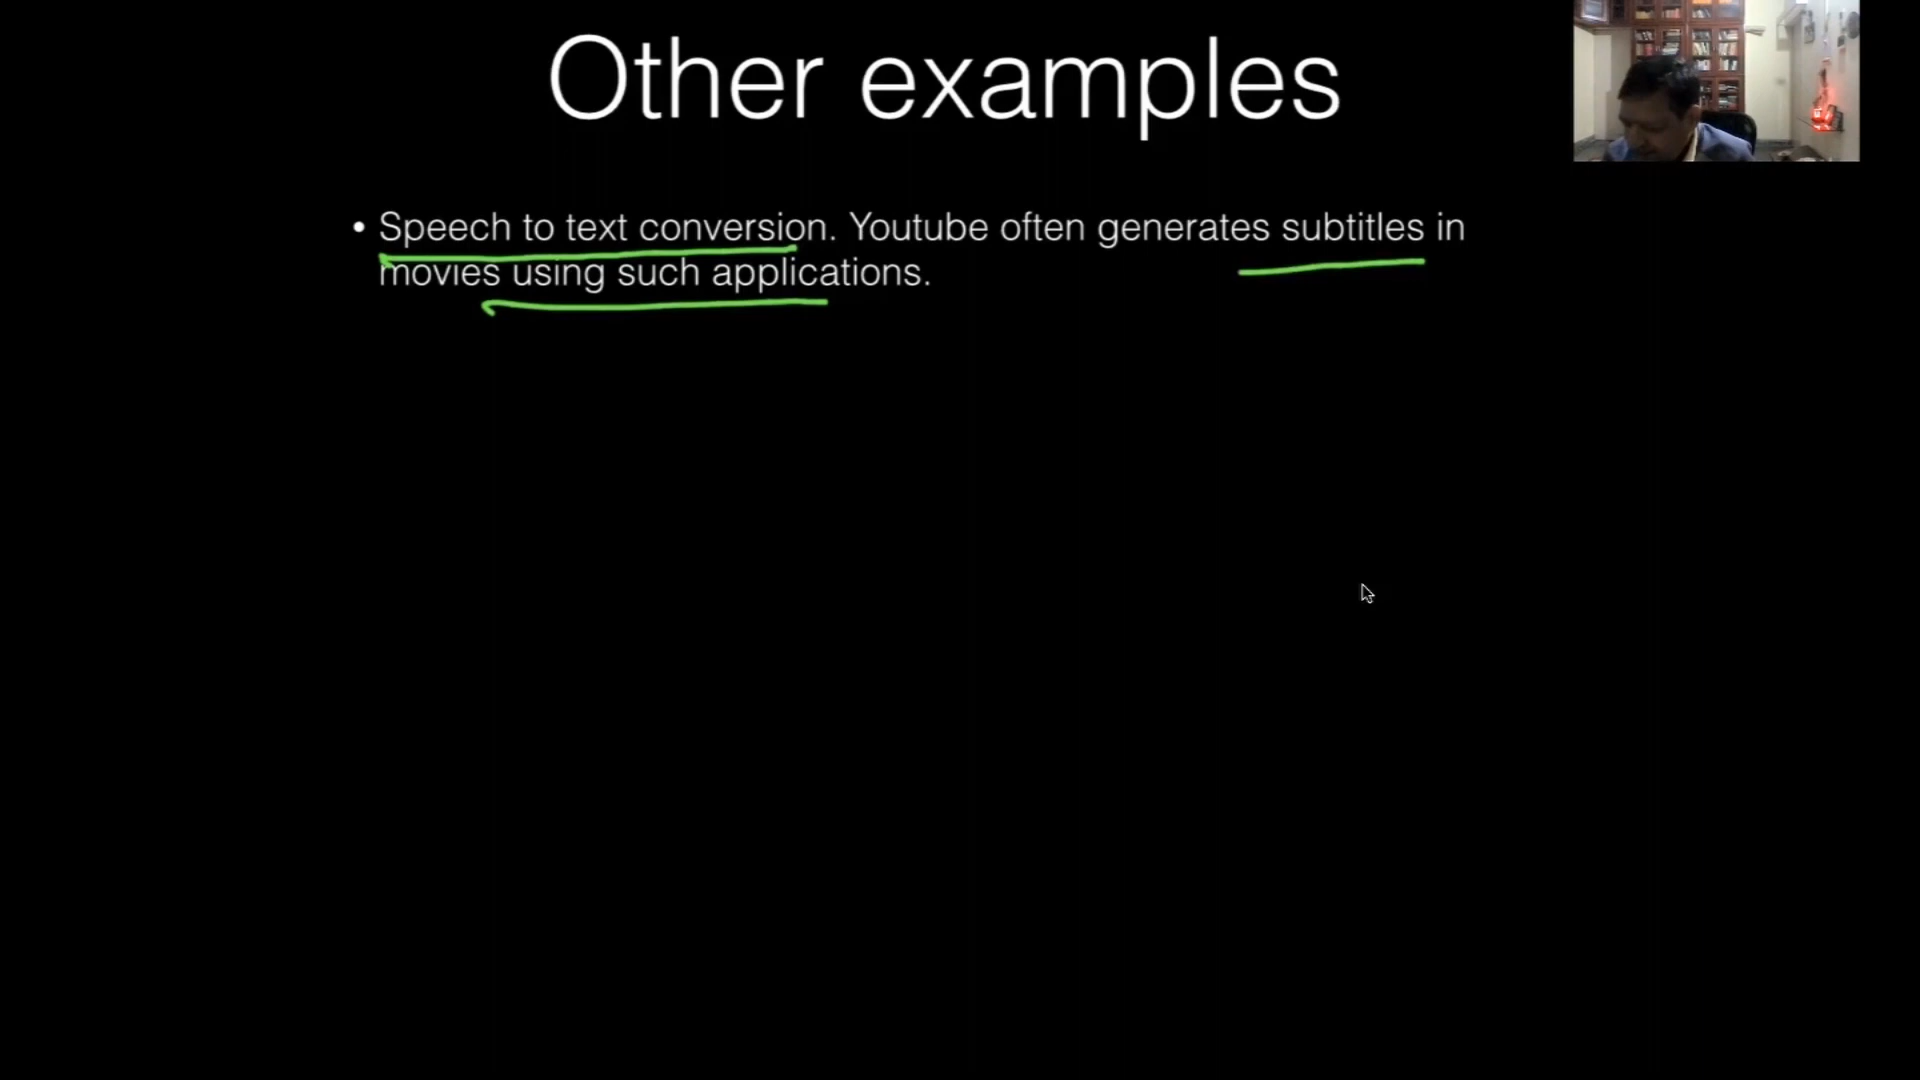 Other examples
• Speech to text conversion. Youtube often generates subtitles in
movies using such applications.